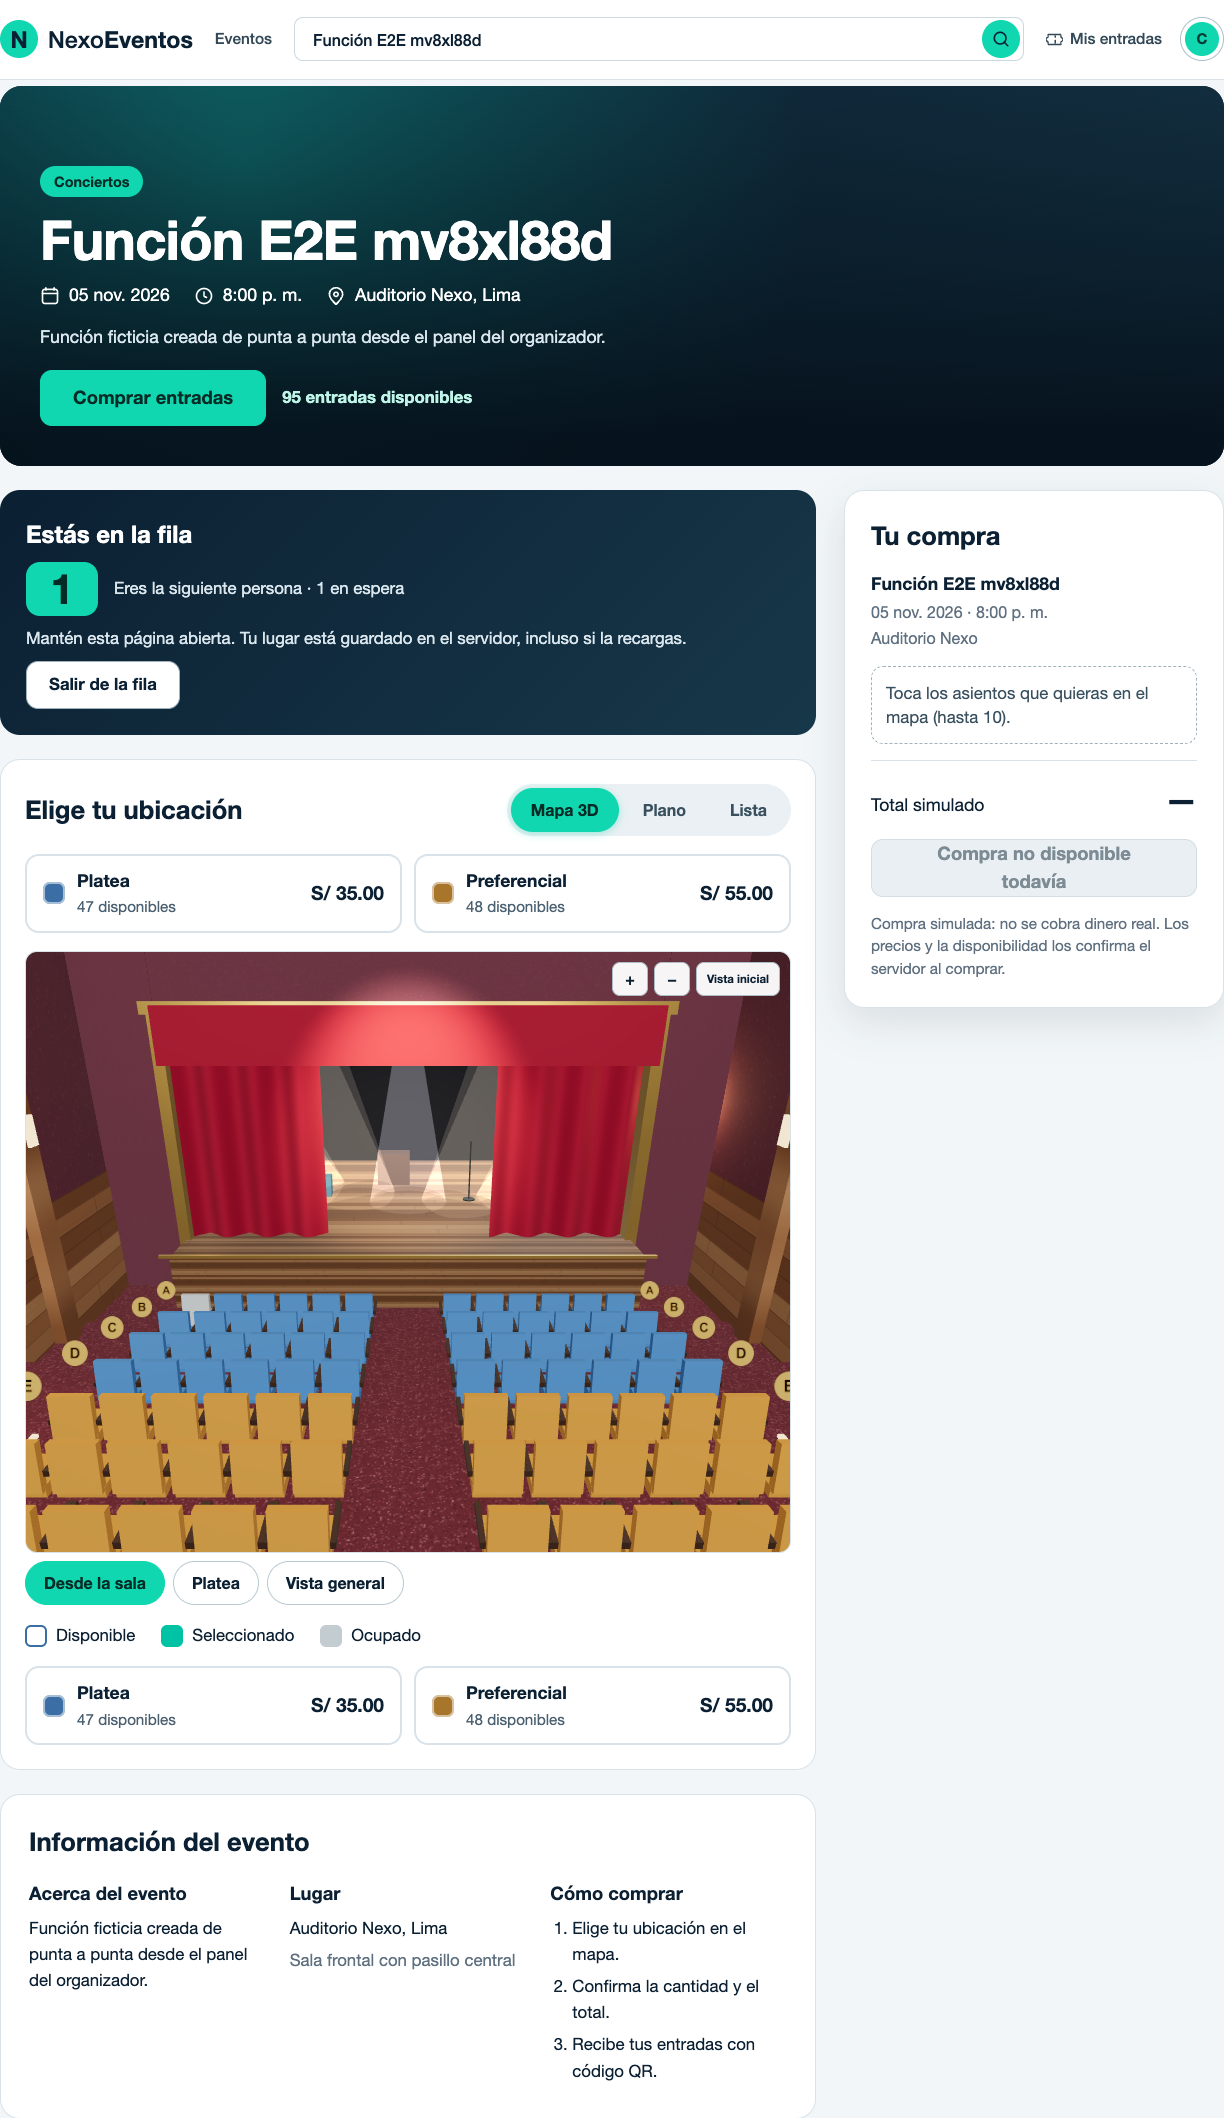 N NexoEventos
Eventos
Función E2E mv8xl88d
Mis entradas
C
Conciertos
Función E2E mv8xl88d
05 nov. 2026
8:00 p. m.
Auditorio Nexo, Lima
Función ficticia creada de punta a punta desde el panel del organizador.
Comprar entradas
95 entradas disponibles
Estás en la fila
1
Eres la siguiente persona · 1 en espera
Mantén esta página abierta. Tu lugar está guardado en el servidor, incluso si la recargas.
Salir de la fila
Tu compra
Función E2E mv8xl88d
05 nov. 2026 · 8:00 p. m.
Auditorio Nexo
Toca los asientos que quieras en el
mapa (hasta 10).
Total simulado
—
Compra no disponible
todavía
Compra simulada: no se cobra dinero real. Los
precios y la disponibilidad los confirma el
servidor al comprar.
Elige tu ubicación
Mapa 3D
Plano
Lista
Platea
47 disponibles
S/ 35.00
Preferencial
48 disponibles
S/ 55.00
+
−
Vista inicial
A
A
B
B
C
C
D
D
E
E
Desde la sala
Platea
Vista general
Disponible
Seleccionado
Ocupado
Platea
47 disponibles
S/ 35.00
Preferencial
48 disponibles
S/ 55.00
Información del evento
Acerca del evento
Función ficticia creada de
punta a punta desde el panel
del organizador.
Lugar
Auditorio Nexo, Lima
Sala frontal con pasillo central
Cómo comprar
1. Elige tu ubicación en el
mapa.
2. Confirma la cantidad y el
total.
3. Recibe tus entradas con
código QR.